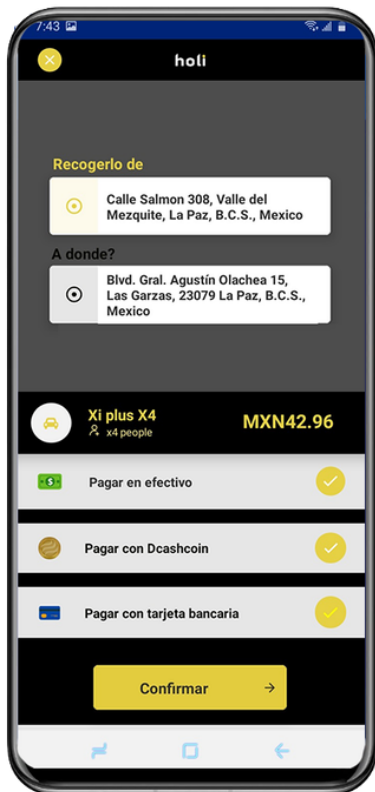 7:43
holi
Recogerlo de
Calle Salmon 308, Valle del
Mezquite, La Paz, B.C.S., Mexico
A donde?
Blvd. Gral. Agustín Olachea 15,
Las Garzas, 23079 La Paz, B.C.S.,
Mexico
Xi plus X4
MXN42.96
x4 people
Pagar en efectivo
Pagar con Dcashcoin
Pagar con tarjeta bancaria
Confirmar